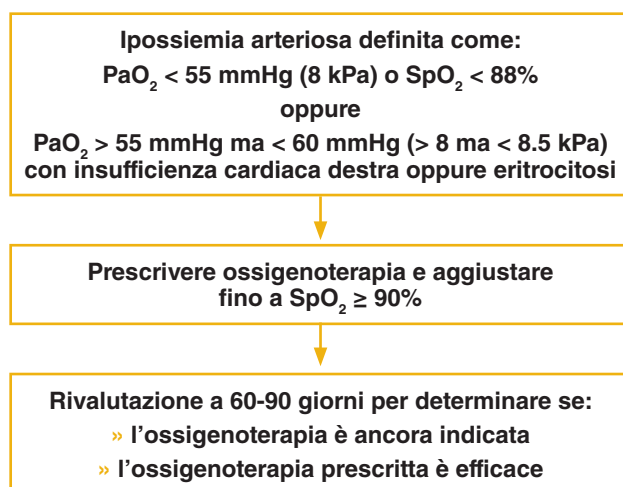 Ipossiemia arteriosa definita come:
PaO₂ < 55 mmHg (8 kPa) o SpO₂ < 88%
oppure
PaO₂ > 55 mmHg ma < 60 mmHg (> 8 ma < 8.5 kPa)
con insufficienza cardiaca destra oppure eritrocitosi
Prescrivere ossigenoterapia e aggiustare
fino a SpO₂ ≥ 90%
Rivalutazione a 60-90 giorni per determinare se:
» l'ossigenoterapia è ancora indicata
» l'ossigenoterapia prescritta è efficace